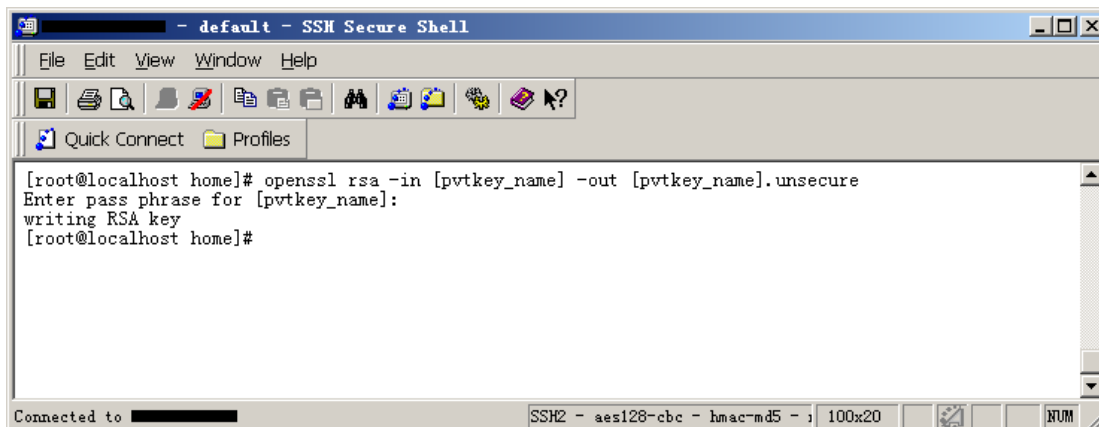 - default - SSH Secure Shell
File Edit View Window Help
Quick Connect Profiles
[root@localhost home]# openssl rsa -in [pvtkey_name] -out [pvtkey_name].unsecure
Enter pass phrase for [pvtkey_name]:
writing RSA key
[root@localhost home]#
Connected to SSH2 - aes128-cbc - hmac-md5 - 100x20 NUM